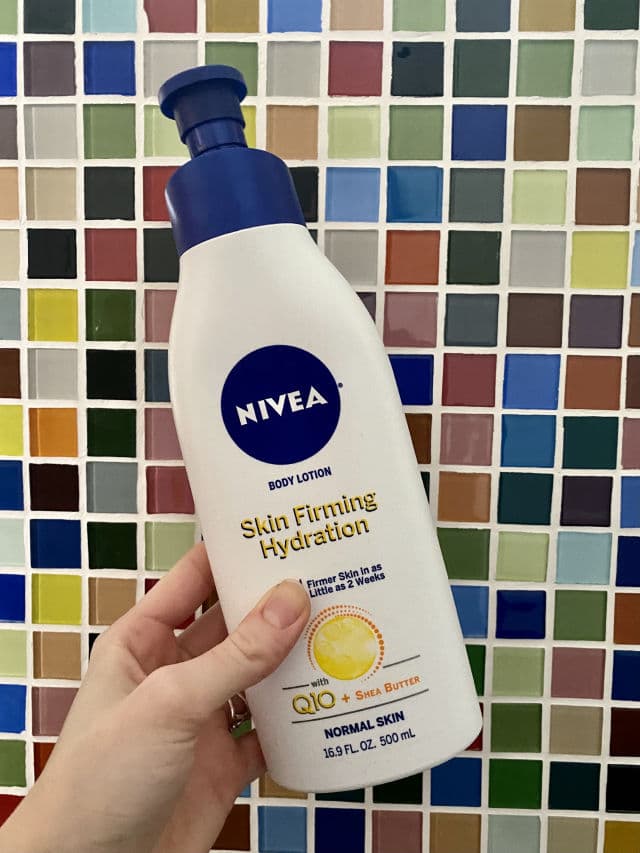 NIVEA
BODY LOTION
Skin Firming
Hydration
Firmer Skin in as
Little as 2 Weeks
with
Q10 + SHEA BUTTER
NORMAL SKIN
16.9 FL. OZ. 500 mL